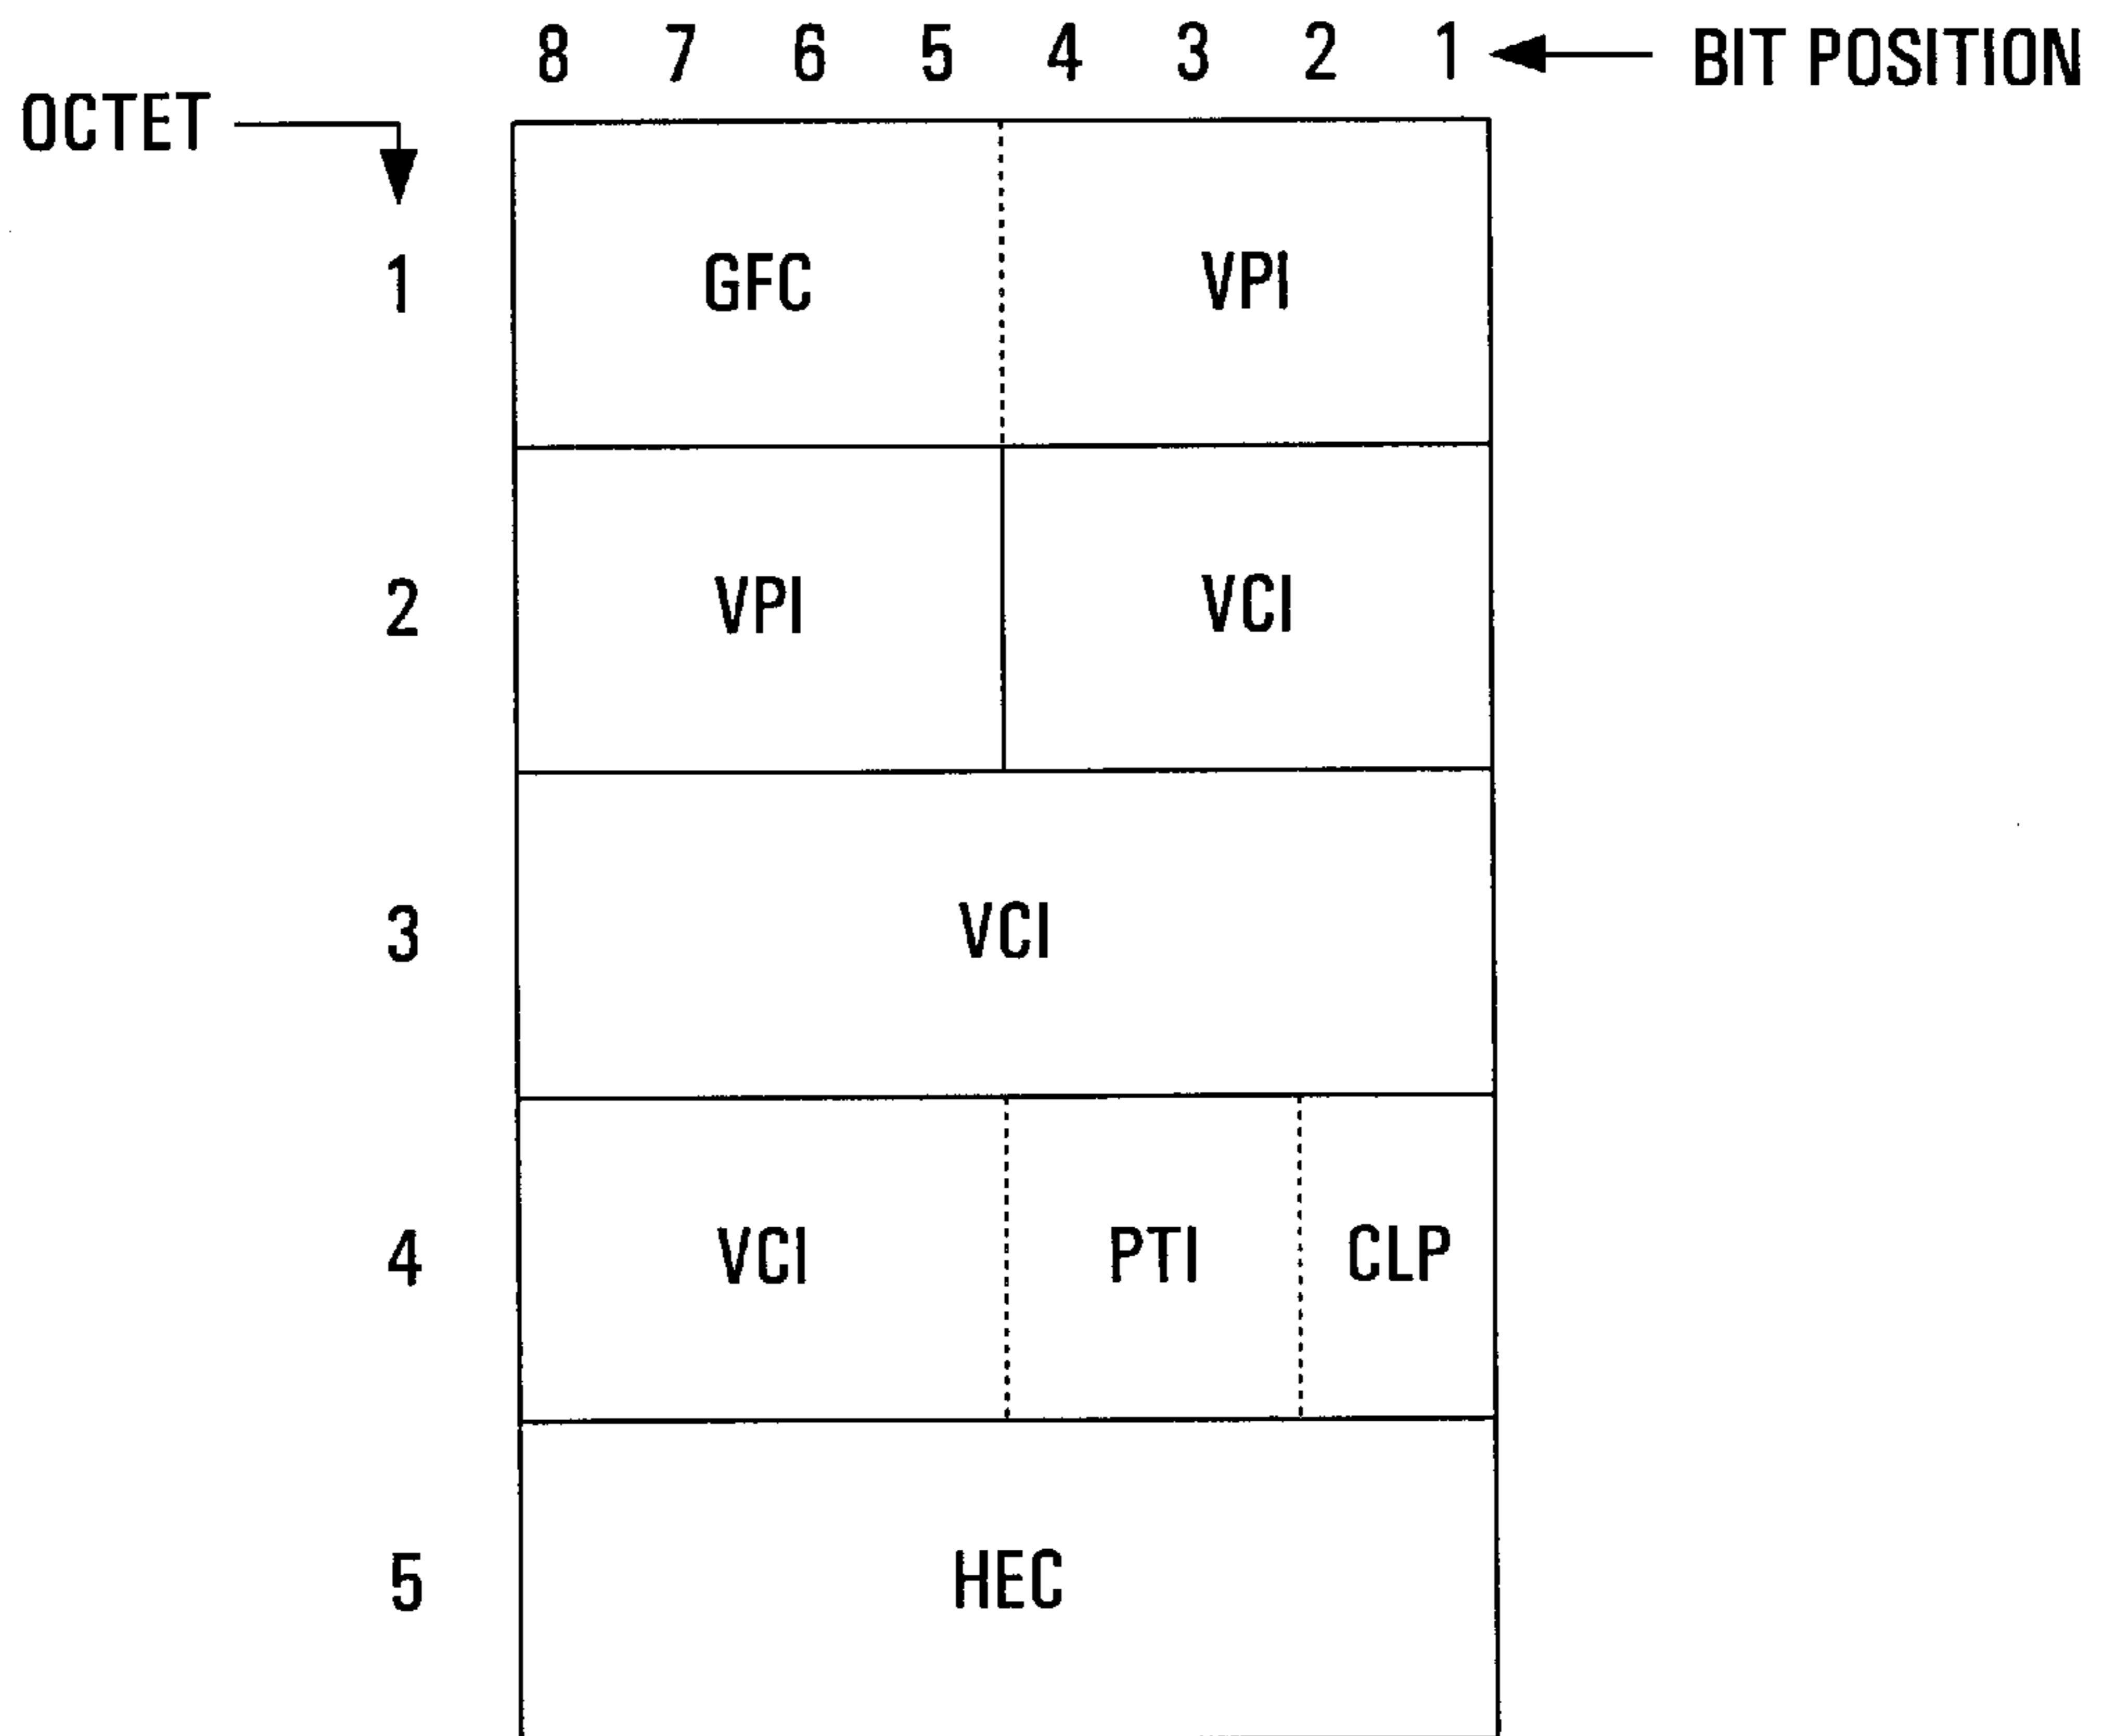 8 7 6 5 4 3 2 1 BIT POSITION
OCTET
1 GFC VPI
2 VPI VCI
3 VCI
4 VCI PTI CLP
5 HEC